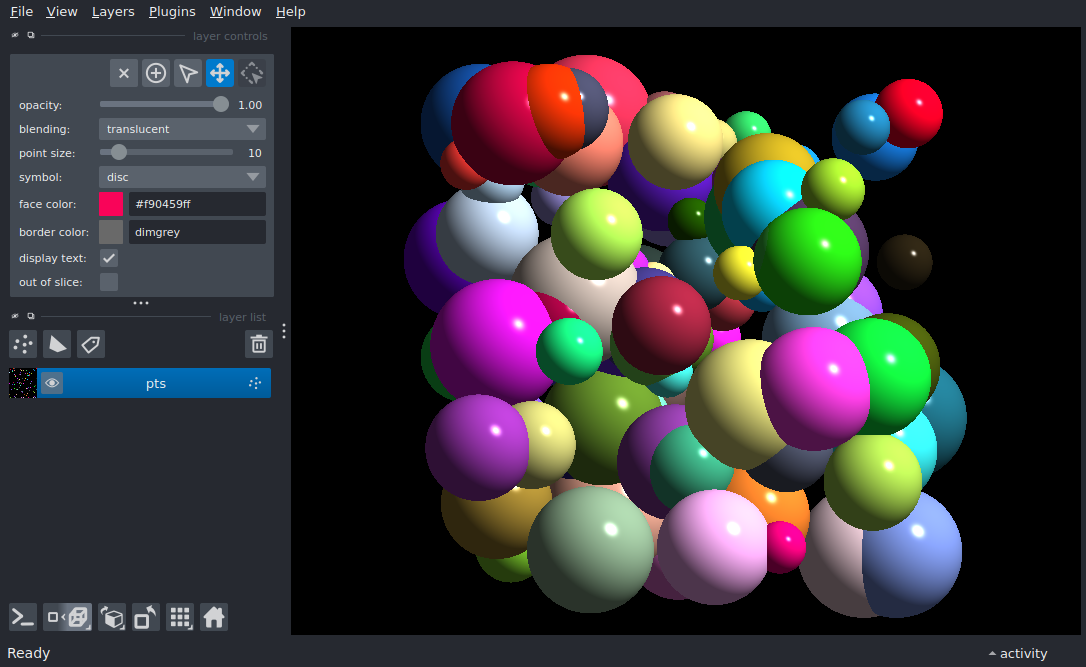 File View Layers Plugins Window Help
layer controls
opacity: 1.00
blending: translucent
point size: 10
symbol: disc
face color: #f90459ff
border color: dimgrey
display text:
out of slice:
layer list
pts
Ready
activity